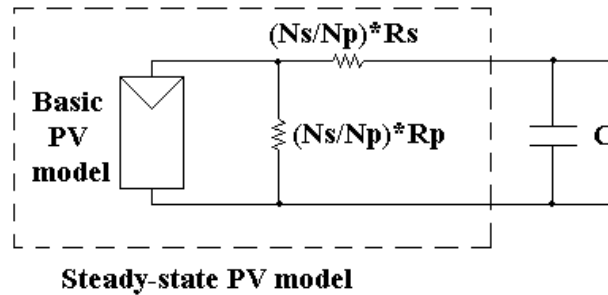 (Ns/Np)*Rs
Basic
PV
model
(Ns/Np)*Rp
C
Steady-state PV model